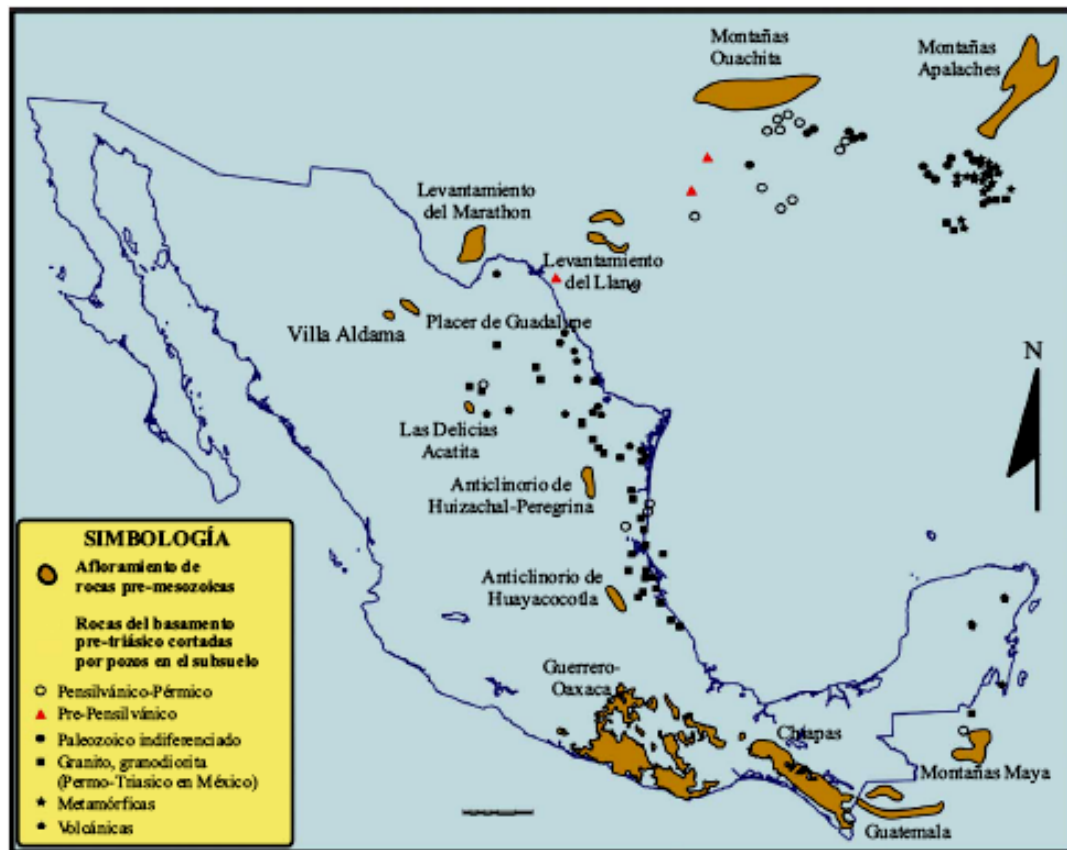 Montañas
Ouachita
Montañas
Apalaches
Levantamiento
del Marathon
Levantamiento
del Llano
Villa Aldama
Placer de Guadalupe
Las Delicias
Acatita
Anticlinorio de
Huizachal-Peregrina
N
Anticlinorio de
Huayacocotla
Guerrero-
Oaxaca
Chiapas
Montañas Maya
Guatemala
SIMBOLOGÍA
Afloramiento de
rocas pre-mesozoicas
Rocas del basamento
pre-triásico cortadas
por pozos en el subsuelo
Pensilvánico-Pérmico
Pre-Pensilvánico
Paleozoico indiferenciado
Granito, granodiorita
(Permo-Triasico en México)
Metamórficas
Volcánicas